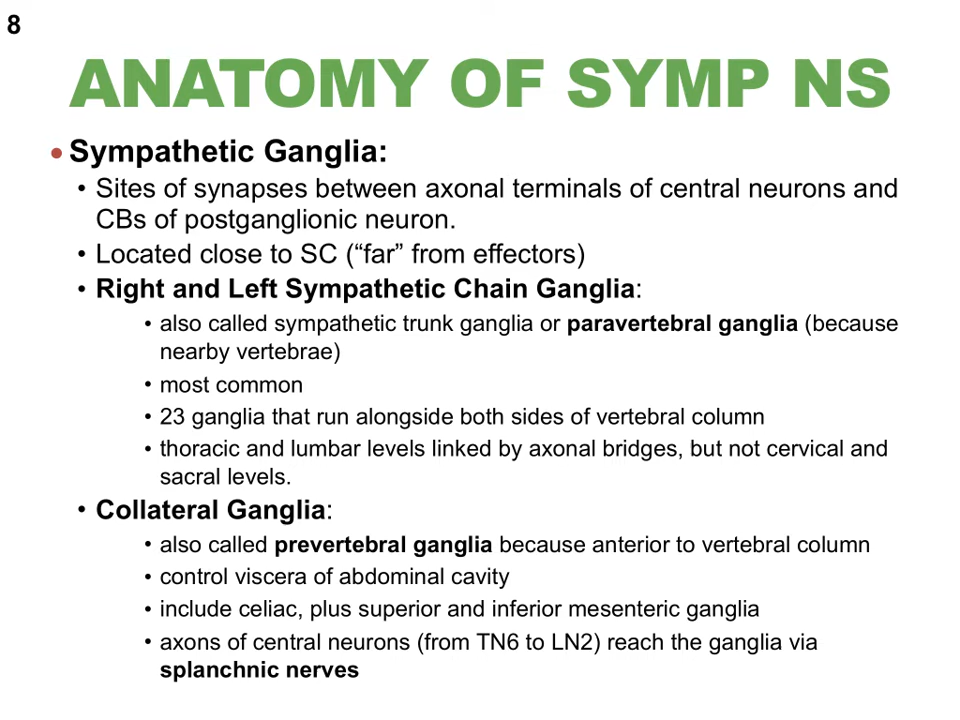 8
ANATOMY OF SYMP NS
• Sympathetic Ganglia:
• Sites of synapses between axonal terminals of central neurons and
CBs of postganglionic neuron.
• Located close to SC (“far” from effectors)
• Right and Left Sympathetic Chain Ganglia:
• also called sympathetic trunk ganglia or paravertebral ganglia (because
nearby vertebrae)
• most common
• 23 ganglia that run alongside both sides of vertebral column
• thoracic and lumbar levels linked by axonal bridges, but not cervical and
sacral levels.
• Collateral Ganglia:
• also called prevertebral ganglia because anterior to vertebral column
• control viscera of abdominal cavity
• include celiac, plus superior and inferior mesenteric ganglia
• axons of central neurons (from TN6 to LN2) reach the ganglia via
splanchnic nerves